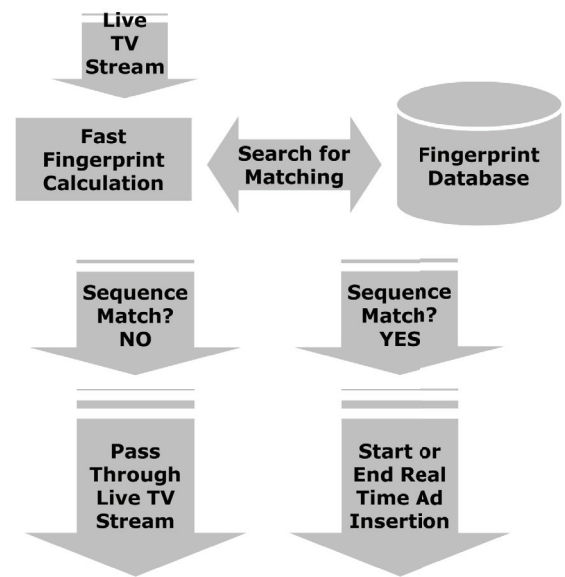 Live
TV
Stream
Fast
Fingerprint
Calculation
Search for
Matching
Fingerprint
Database
Sequence
Match?
NO
Sequence
Match?
YES
Pass
Through
Live TV
Stream
Start or
End Real
Time Ad
Insertion